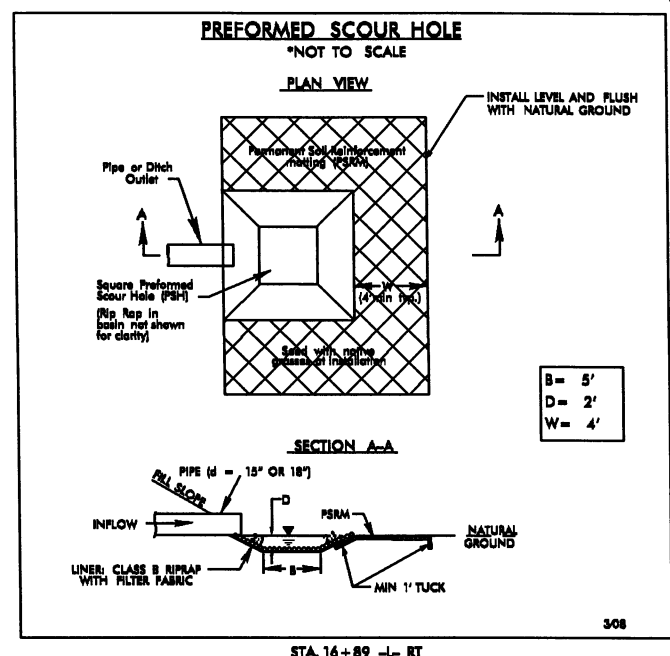 PREFORMED SCOUR HOLE
*NOT TO SCALE
PLAN VIEW
INSTALL LEVEL AND FLUSH
WITH NATURAL GROUND
Permanent Soil Reinforcement
matting (PSRM)
Pipe or Ditch
Outlet
A
A
Square Preformed
Scour Hole (PSH)
(Rip Rap in
basin not shown
for clarity)
W
(4' min typ.)
Seed with native
grasses at installation
B= 5'
D= 2'
W= 4'
SECTION A-A
PIPE (d = 15" OR 18")
FILL SLOPE
D
PSRM
INFLOW
NATURAL
GROUND
LINER: CLASS B RIPRAP
WITH FILTER FABRIC
B
MIN 1' TUCK
3/08
STA. 16+89 -L- RT